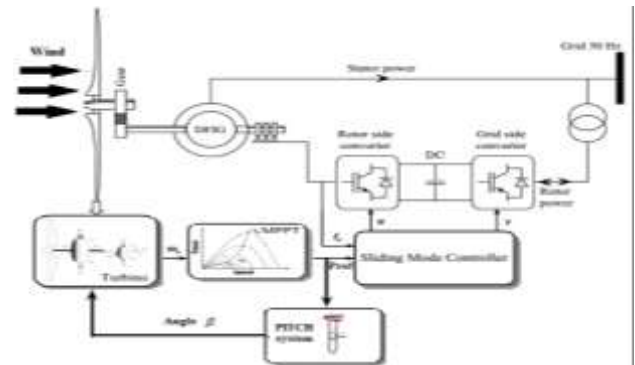 Grid 50 Hz
Wind
Gear
Stator power
DFIG
Rotor side
converter
DC
Grid side
converter
Rotor
power
MPPT
Turbine
Sliding Mode Controller
Angle β
PITCH
system